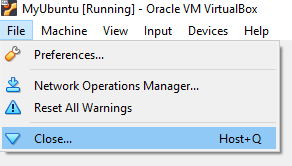 MyUbuntu [Running] - Oracle VM VirtualBox
File Machine View Input Devices Help
Preferences...
Network Operations Manager...
Reset All Warnings
Close... Host+Q